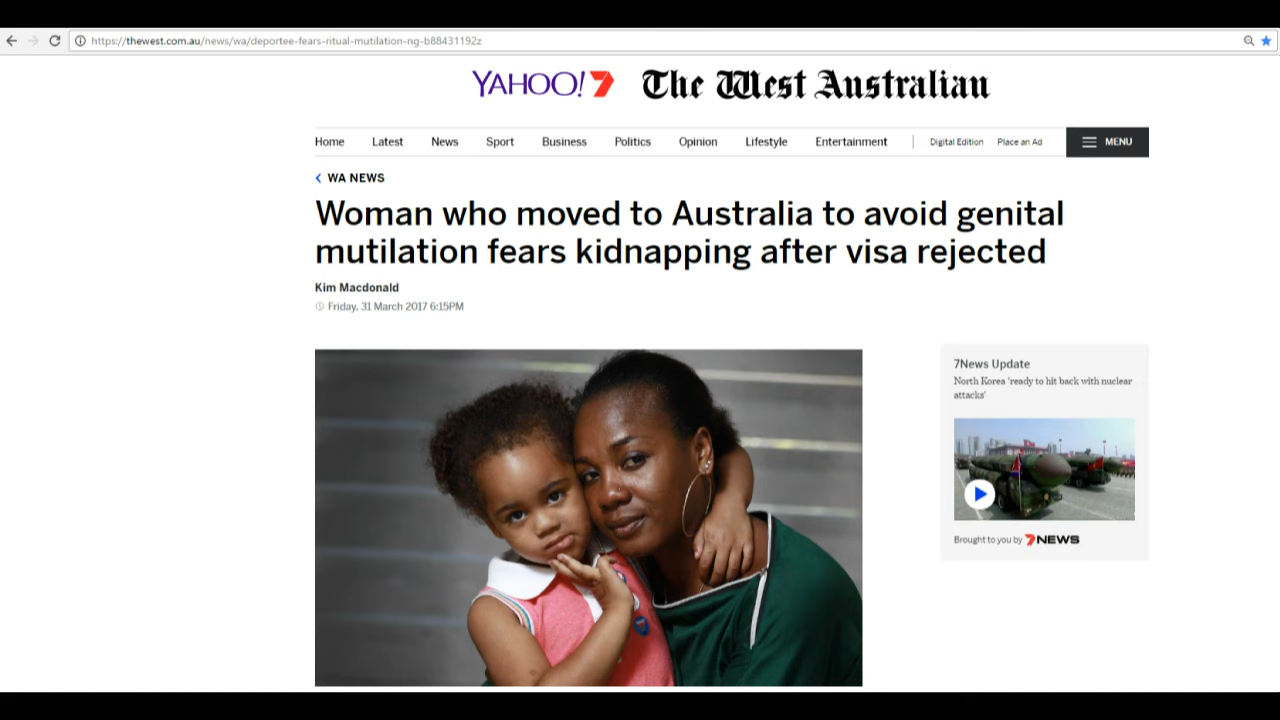 https://thewest.com.au/news/wa/deportee-fears-ritual-mutilation-ng-b88431192z
YAHOO! 7 The West Australian
Home Latest News Sport Business Politics Opinion Lifestyle Entertainment Digital Edition Place an Ad MENU
WA NEWS
Woman who moved to Australia to avoid genital
mutilation fears kidnapping after visa rejected
Kim Macdonald
Friday, 31 March 2017 6:15PM
7News Update
North Korea 'ready to hit back with nuclear
attacks'
Brought to you by 7NEWS